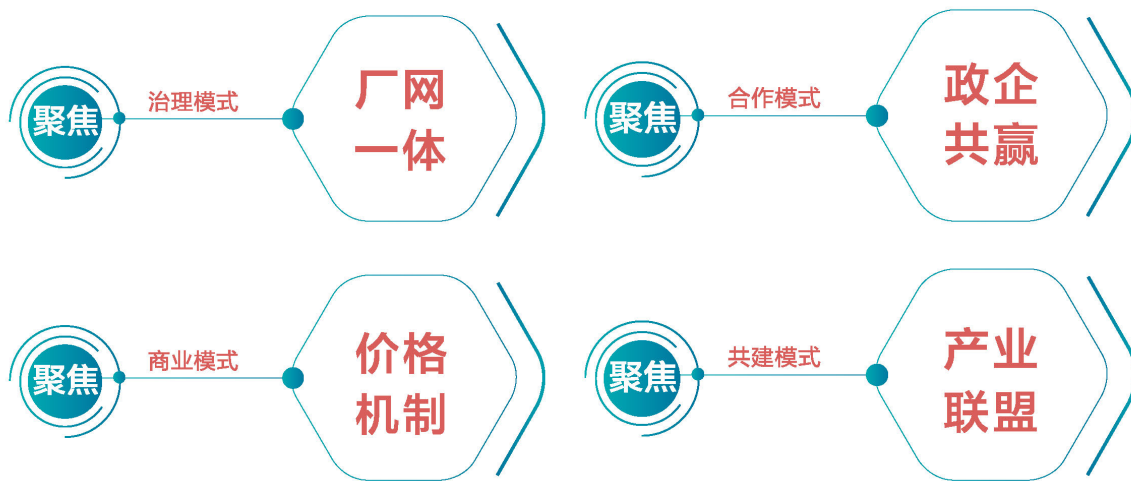 聚焦
治理模式
厂网
一体
聚焦
合作模式
政企
共赢
聚焦
商业模式
价格
机制
聚焦
共建模式
产业
联盟